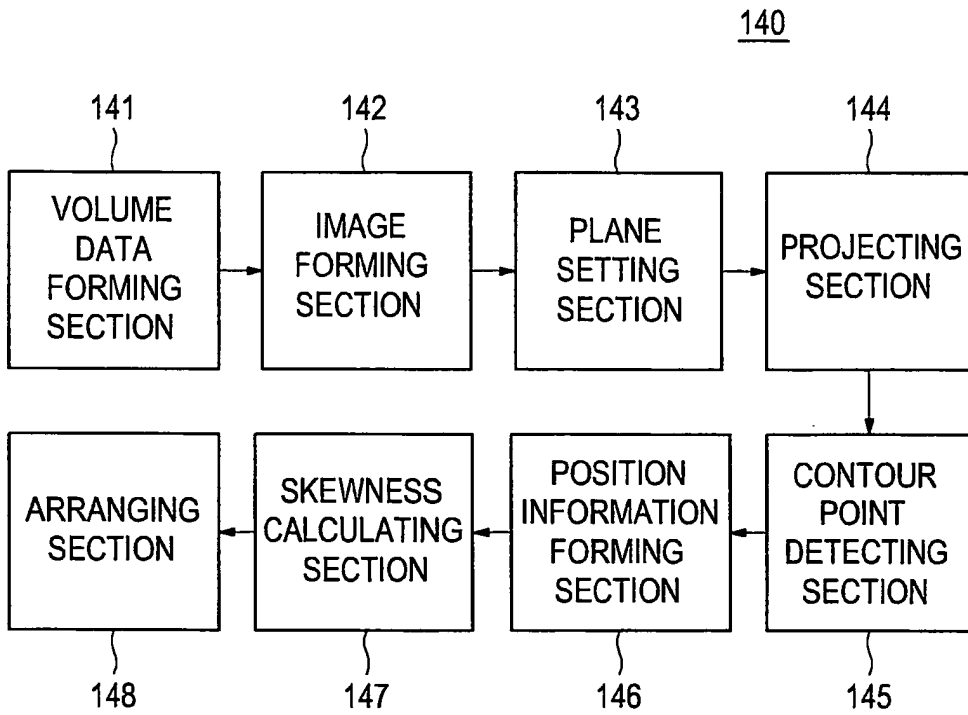 140
141
142
143
144
VOLUME
DATA
FORMING
SECTION
IMAGE
FORMING
SECTION
PLANE
SETTING
SECTION
PROJECTING
SECTION
ARRANGING
SECTION
SKEWNESS
CALCULATING
SECTION
POSITION
INFORMATION
FORMING
SECTION
CONTOUR
POINT
DETECTING
SECTION
148
147
146
145